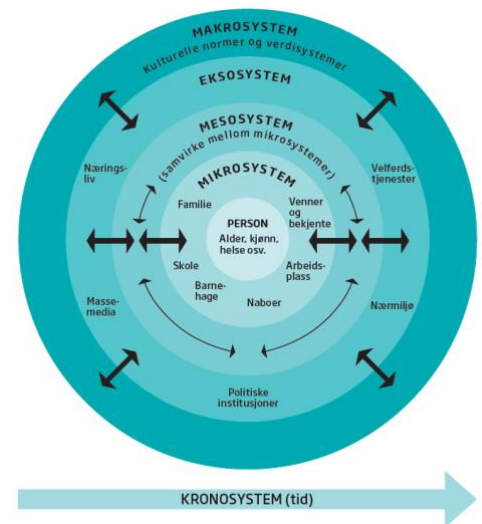 MAKROSYSTEM
Kulturelle normer og verdisystemer
EKSOSYSTEM
MESOSYSTEM
(samvirke mellom mikrosystemer)
MIKROSYSTEM
Nærings-
liv
Velferds-
tjenester
Familie
Venner
og
bekjente
PERSON
Alder, kjønn,
helse osv.
Skole
Arbeids-
plass
Barne-
hage
Naboer
Masse-
media
Nærmiljø
Politiske
institusjoner
KRONOSYSTEM (tid)